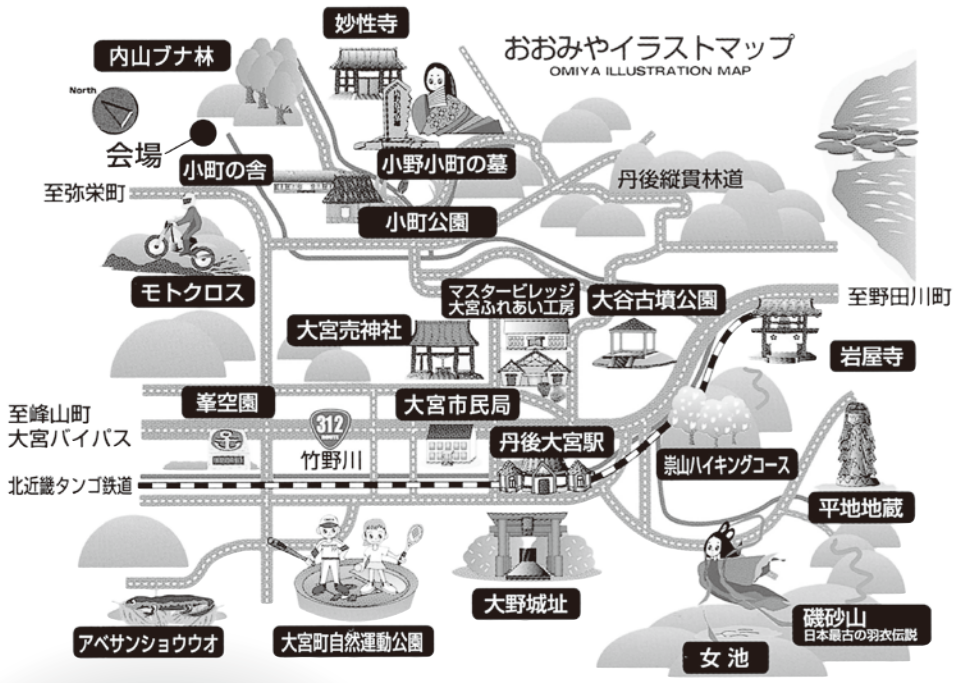 妙性寺
おおみやイラストマップ
OMIYA ILLUSTRATION MAP
内山ブナ林
North
会場
小町の舎
小野小町の墓
至弥栄町
丹後縦貫林道
小町公園
モトクロス
マスタービレッジ
大宮ふれあい工房
大谷古墳公園
至野田川町
大宮売神社
岩屋寺
峯空園
大宮市民局
至峰山町
大宮バイパス
312
ROUTE
竹野川
丹後大宮駅
崇山ハイキングコース
北近畿タンゴ鉄道
平地地蔵
大野城址
アベサンショウウオ
大宮町自然運動公園
磯砂山
日本最古の羽衣伝説
女池